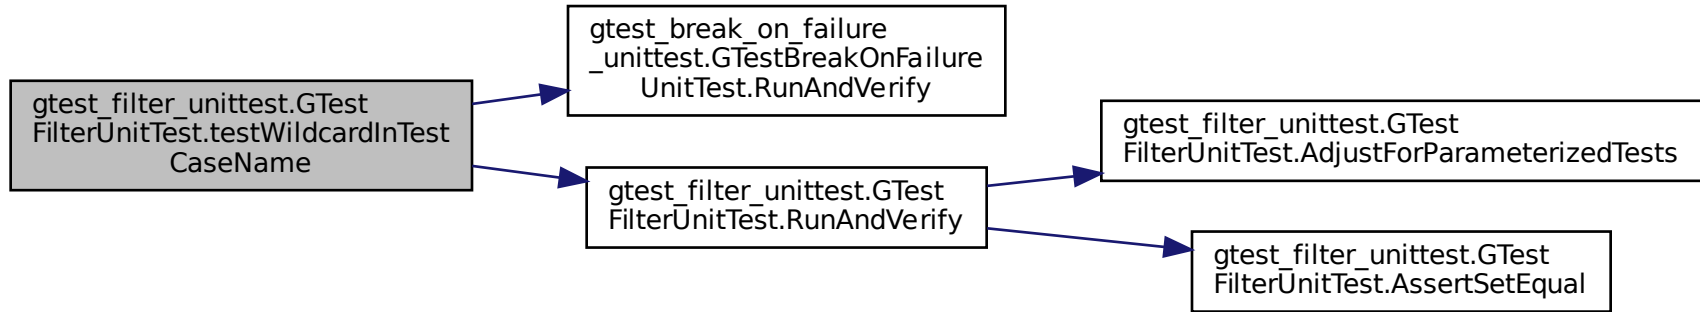 gtest_break_on_failure
_unittest.GTestBreakOnFailure
UnitTest.RunAndVerify
gtest_filter_unittest.GTest
FilterUnitTest.testWildcardInTest
CaseName
gtest_filter_unittest.GTest
FilterUnitTest.RunAndVerify
gtest_filter_unittest.GTest
FilterUnitTest.AdjustForParameterizedTests
gtest_filter_unittest.GTest
FilterUnitTest.AssertSetEqual